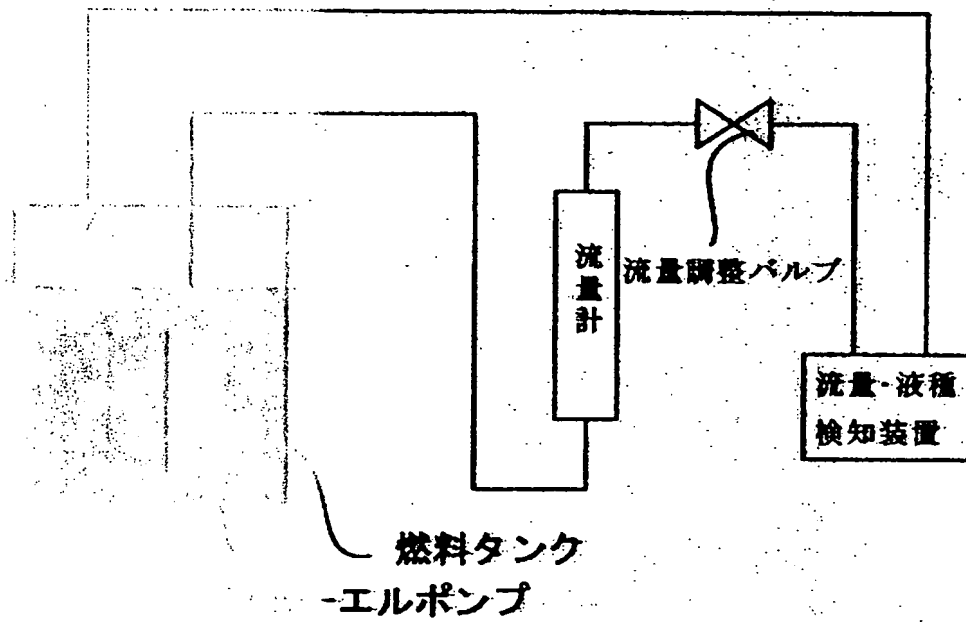 流量計
流量調整バルブ
流量・液種
検知装置
燃料タンク
-エルポンプ